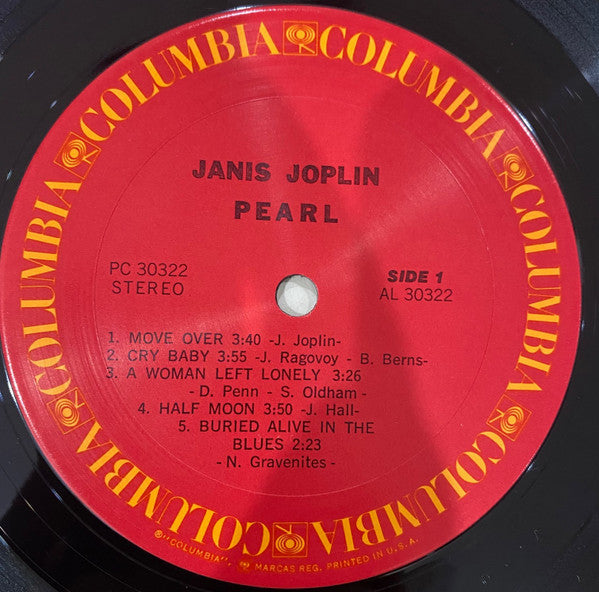 COLUMBIA COLUMBIA COLUMBIA COLUMBIA COLUMBIA COLUMBIA
JANIS JOPLIN
PEARL
PC 30322
STEREO
SIDE 1
AL 30322
1. MOVE OVER 3:40 -J. Joplin-
2. CRY BABY 3:55 -J. Ragovoy - B. Berns-
3. A WOMAN LEFT LONELY 3:26
- D. Penn - S. Oldham -
4. HALF MOON 3:50 -J. Hall-
5. BURIED ALIVE IN THE
BLUES 2:23
- N. Gravenites -
℗"COLUMBIA", MARCAS REG. PRINTED IN U.S.A.